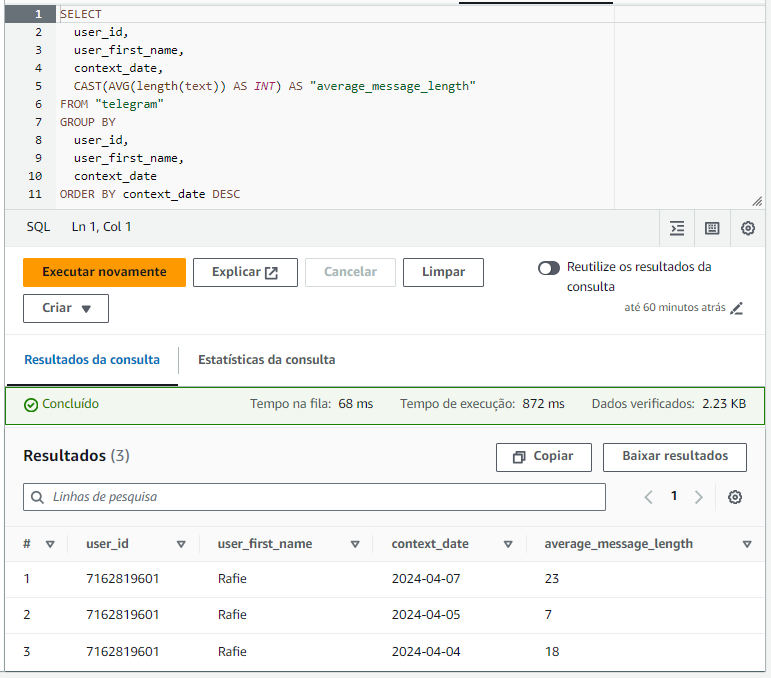 1 SELECT
2 user_id,
3 user_first_name,
4 context_date,
5 CAST(AVG(length(text)) AS INT) AS "average_message_length"
6 FROM "telegram"
7 GROUP BY
8 user_id,
9 user_first_name,
10 context_date
11 ORDER BY context_date DESC
SQL Ln 1, Col 1
Executar novamente Explicar Cancelar Limpar
Reutilize os resultados da
consulta
até 60 minutos atrás
Criar
Resultados da consulta Estatísticas da consulta
Concluído Tempo na fila: 68 ms Tempo de execução: 872 ms Dados verificados: 2.23 KB
Resultados (3) Copiar Baixar resultados
Linhas de pesquisa 1
# user_id user_first_name context_date average_message_length
1 7162819601 Rafie 2024-04-07 23
2 7162819601 Rafie 2024-04-05 7
3 7162819601 Rafie 2024-04-04 18